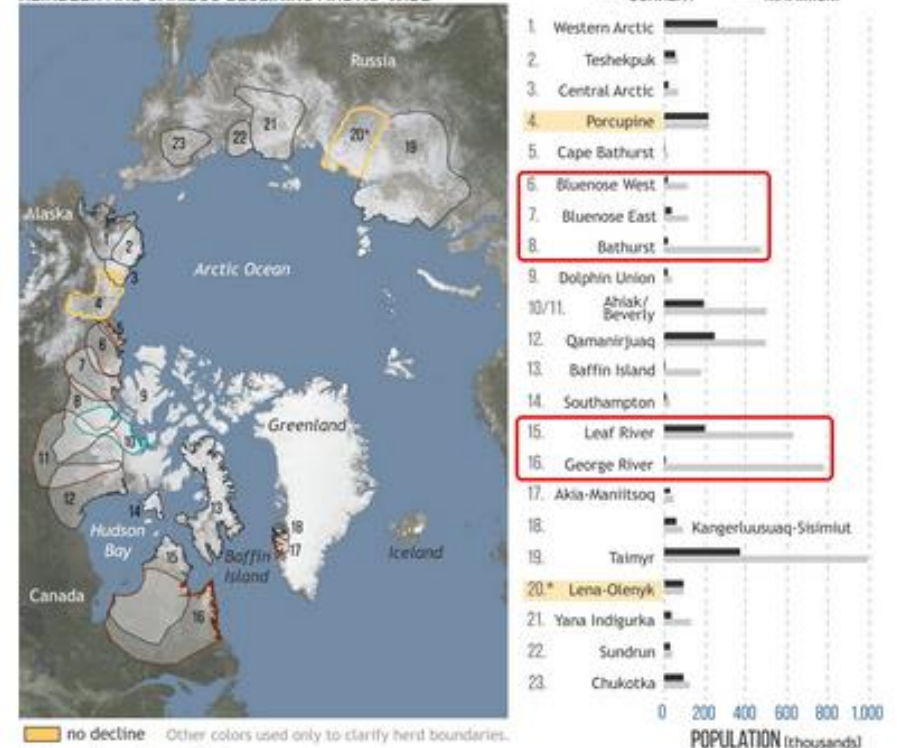 Russia
23
22
21
20*
19
Alaska
2
3
4
Arctic Ocean
5
6
7
8
9
10
11
12
Greenland
13
14
Hudson
Bay
15
Baffin
Island
18
17
Iceland
Canada
16
no decline
Other colors used only to clarify herd boundaries.
1. Western Arctic
2. Teshekpuk
3. Central Arctic
4. Porcupine
5. Cape Bathurst
6. Bluenose West
7. Bluenose East
8. Bathurst
9. Dolphin Union
10/11. Ahiak/
Beverly
12. Qamanirjuaq
13. Baffin Island
14. Southampton
15. Leaf River
16. George River
17. Akia-Maniitsoq
18. Kangerluusuaq-Sisimiut
19. Taimyr
20.* Lena-Olenyk
21. Yana Indigurka
22. Sundrun
23. Chukotka
0 200 400 600 800 1,000
POPULATION (thousands)